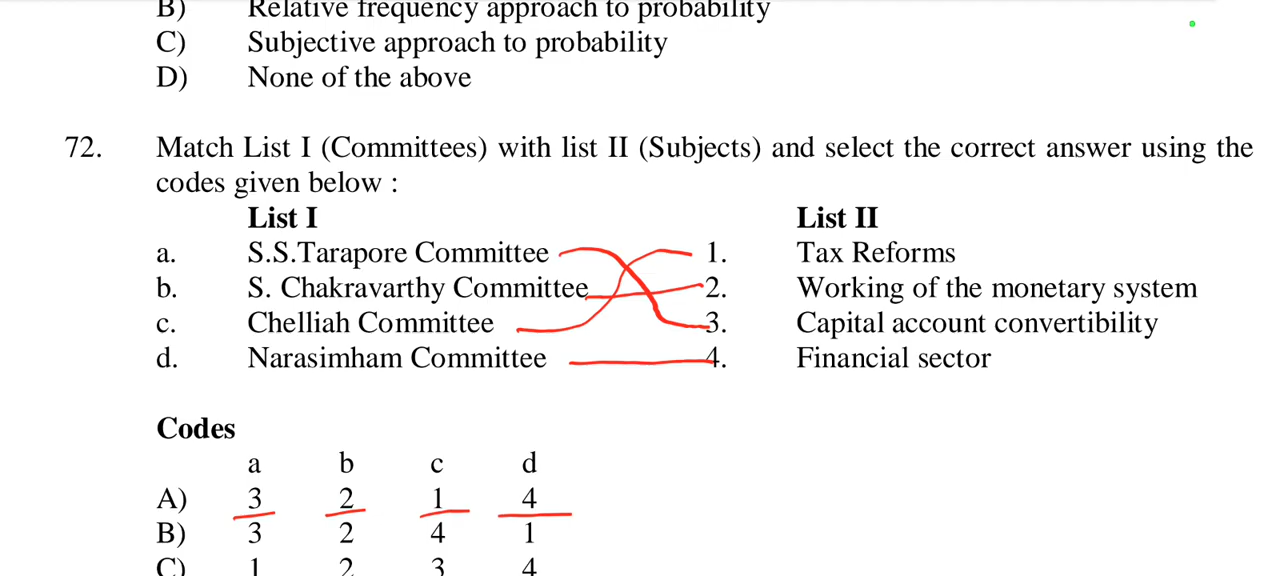 B) Relative frequency approach to probability
C) Subjective approach to probability
D) None of the above
72. Match List I (Committees) with list II (Subjects) and select the correct answer using the
codes given below :
List I List II
a. S.S.Tarapore Committee 1. Tax Reforms
b. S. Chakravarthy Committee 2. Working of the monetary system
c. Chelliah Committee 3. Capital account convertibility
d. Narasimham Committee 4. Financial sector
Codes
a b c d
A) 3 2 1 4
B) 3 2 4 1
C) 1 2 3 4